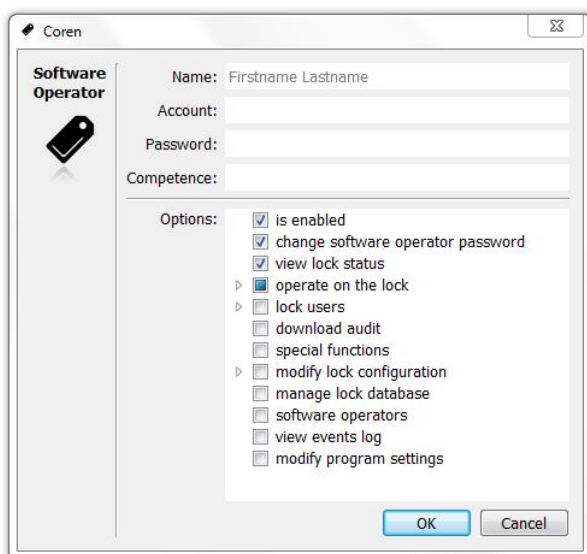 Coren
Software
Operator
Name: Firstname Lastname
Account:
Password:
Competence:
Options:
is enabled
change software operator password
view lock status
operate on the lock
lock users
download audit
special functions
modify lock configuration
manage lock database
software operators
view events log
modify program settings
OK Cancel